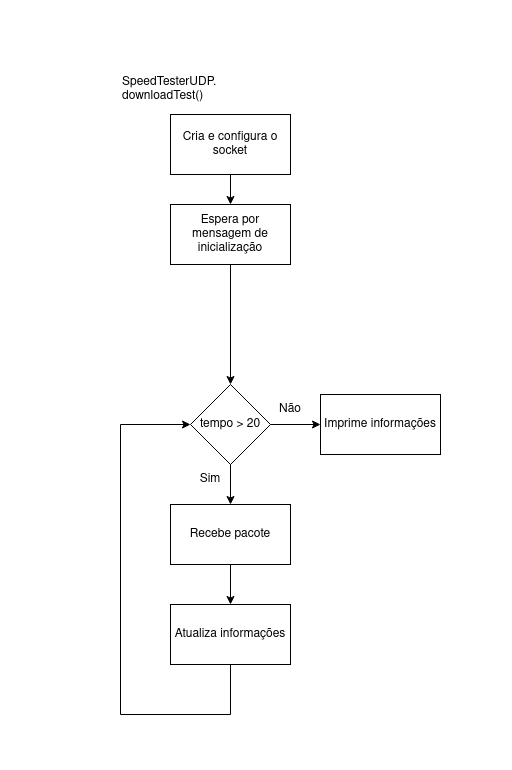 SpeedTesterUDP.
downloadTest()
Cria e configura o
socket
Espera por
mensagem de
inicialização
tempo > 20
Não
Imprime informações
Sim
Recebe pacote
Atualiza informações